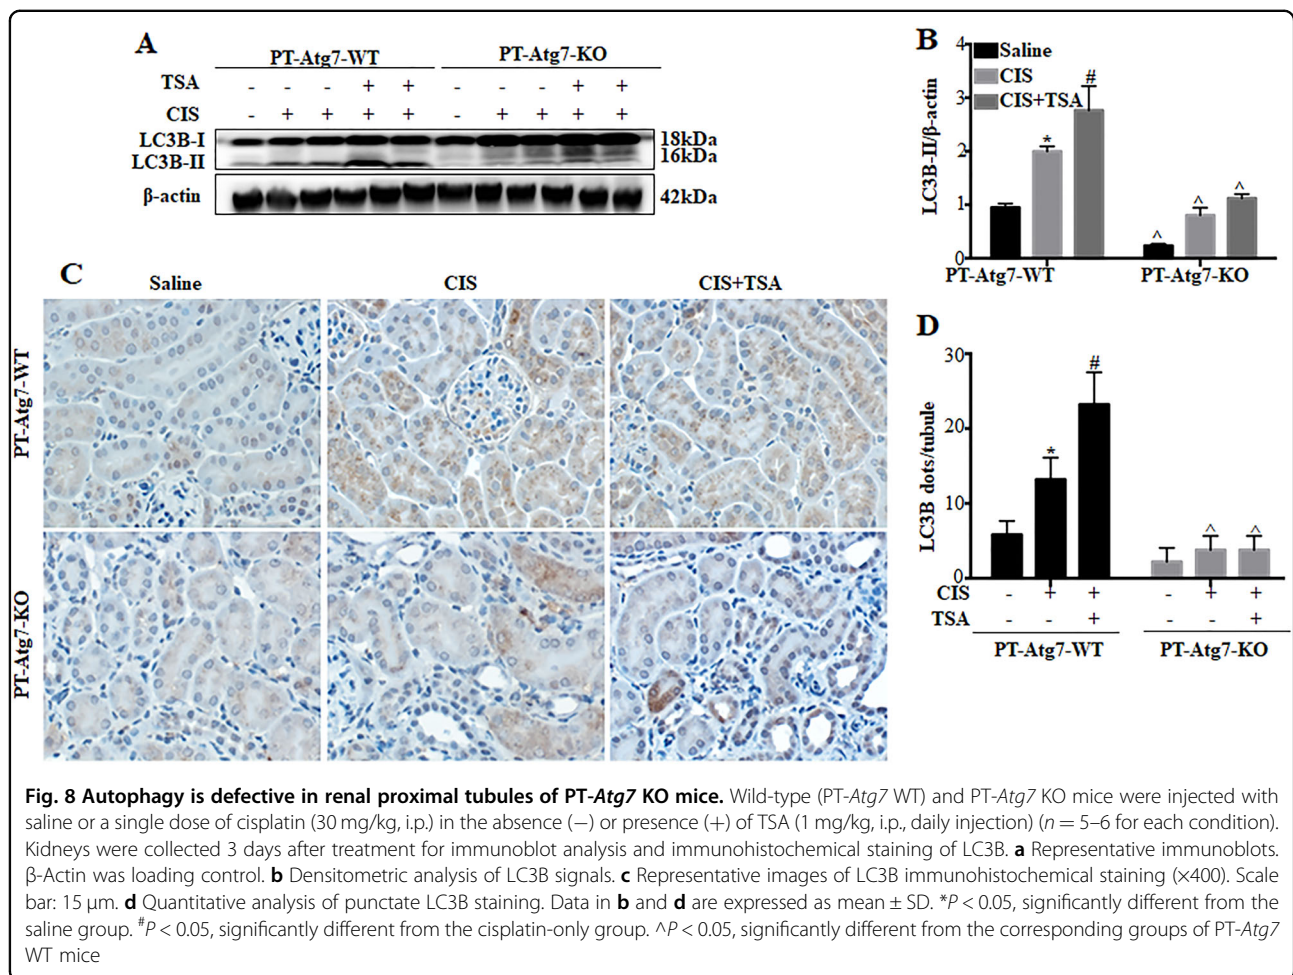 A
PT-Atg7-WT PT-Atg7-KO
TSA - - - + + - - - + +
CIS - + + + + - + + + +
LC3B-I 18kDa
LC3B-II 16kDa
β-actin 42kDa
B
Saline
CIS
CIS+TSA
LC3B-II/β-actin
4
3
2
1
0
*
#
^
^
^
PT-Atg7-WT PT-Atg7-KO
C
Saline CIS CIS+TSA
PT-Atg7-WT
PT-Atg7-KO
D
LC3B dots/tubule
30
20
10
0
*
#
^
^
CIS - + + - + +
TSA - - + - - +
PT-Atg7-WT PT-Atg7-KO
Fig. 8 Autophagy is defective in renal proximal tubules of PT-Atg7 KO mice. Wild-type (PT-Atg7 WT) and PT-Atg7 KO mice were injected with
saline or a single dose of cisplatin (30 mg/kg, i.p.) in the absence (−) or presence (+) of TSA (1 mg/kg, i.p., daily injection) (n = 5–6 for each condition).
Kidneys were collected 3 days after treatment for immunoblot analysis and immunohistochemical staining of LC3B. a Representative immunoblots.
β-Actin was loading control. b Densitometric analysis of LC3B signals. c Representative images of LC3B immunohistochemical staining (×400). Scale
bar: 15 μm. d Quantitative analysis of punctate LC3B staining. Data in b and d are expressed as mean ± SD. *P < 0.05, significantly different from the
saline group. #P < 0.05, significantly different from the cisplatin-only group. ^P < 0.05, significantly different from the corresponding groups of PT-Atg7
WT mice